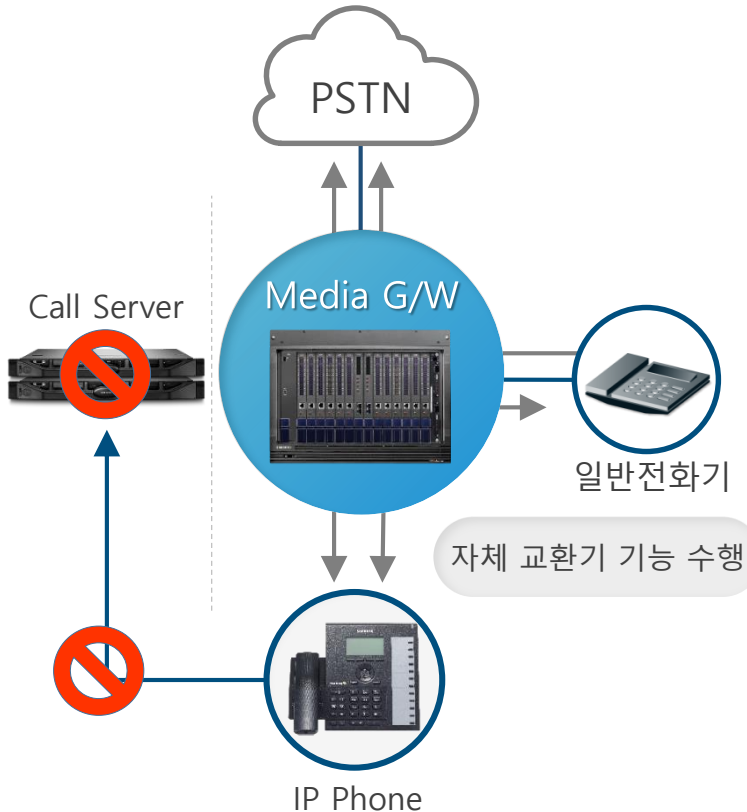 PSTN
Call Server
Media G/W
일반전화기
자체 교환기 기능 수행
IP Phone